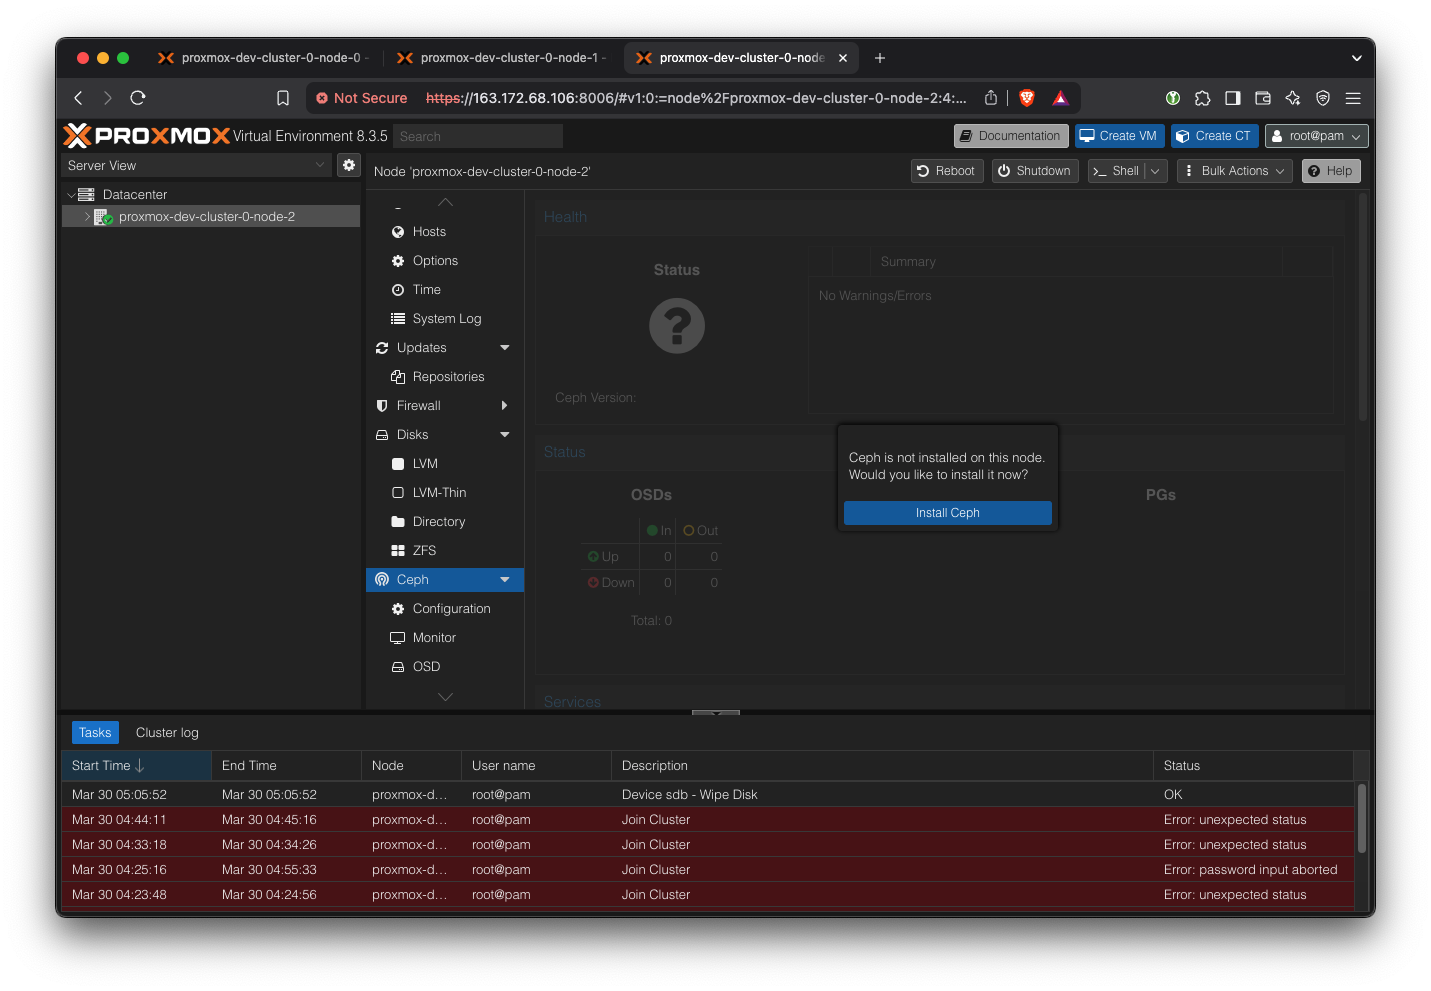 proxmox-dev-cluster-0-node-0 -
proxmox-dev-cluster-0-node-1 -
proxmox-dev-cluster-0-node
Not Secure https://163.172.68.106:8006/#v1:0:=node%2Fproxmox-dev-cluster-0-node-2:4:...
PROXMOX Virtual Environment 8.3.5 Search
Documentation Create VM Create CT root@pam
Server View
Node 'proxmox-dev-cluster-0-node-2'
Reboot Shutdown Shell Bulk Actions Help
Datacenter
proxmox-dev-cluster-0-node-2
Hosts
Options
Time
System Log
Updates
Repositories
Firewall
Disks
LVM
LVM-Thin
Directory
ZFS
Ceph
Configuration
Monitor
OSD
Health
Status
Summary
No Warnings/Errors
Ceph Version:
Status
OSDs
PGs
In Out
Up 0 0
Down 0 0
Total: 0
Services
Ceph is not installed on this node.
Would you like to install it now?
Install Ceph
Tasks Cluster log
Start Time End Time Node User name Description Status
Mar 30 05:05:52 Mar 30 05:05:52 proxmox-d... root@pam Device sdb - Wipe Disk OK
Mar 30 04:44:11 Mar 30 04:45:16 proxmox-d... root@pam Join Cluster Error: unexpected status
Mar 30 04:33:18 Mar 30 04:34:26 proxmox-d... root@pam Join Cluster Error: unexpected status
Mar 30 04:25:16 Mar 30 04:55:33 proxmox-d... root@pam Join Cluster Error: password input aborted
Mar 30 04:23:48 Mar 30 04:24:56 proxmox-d... root@pam Join Cluster Error: unexpected status